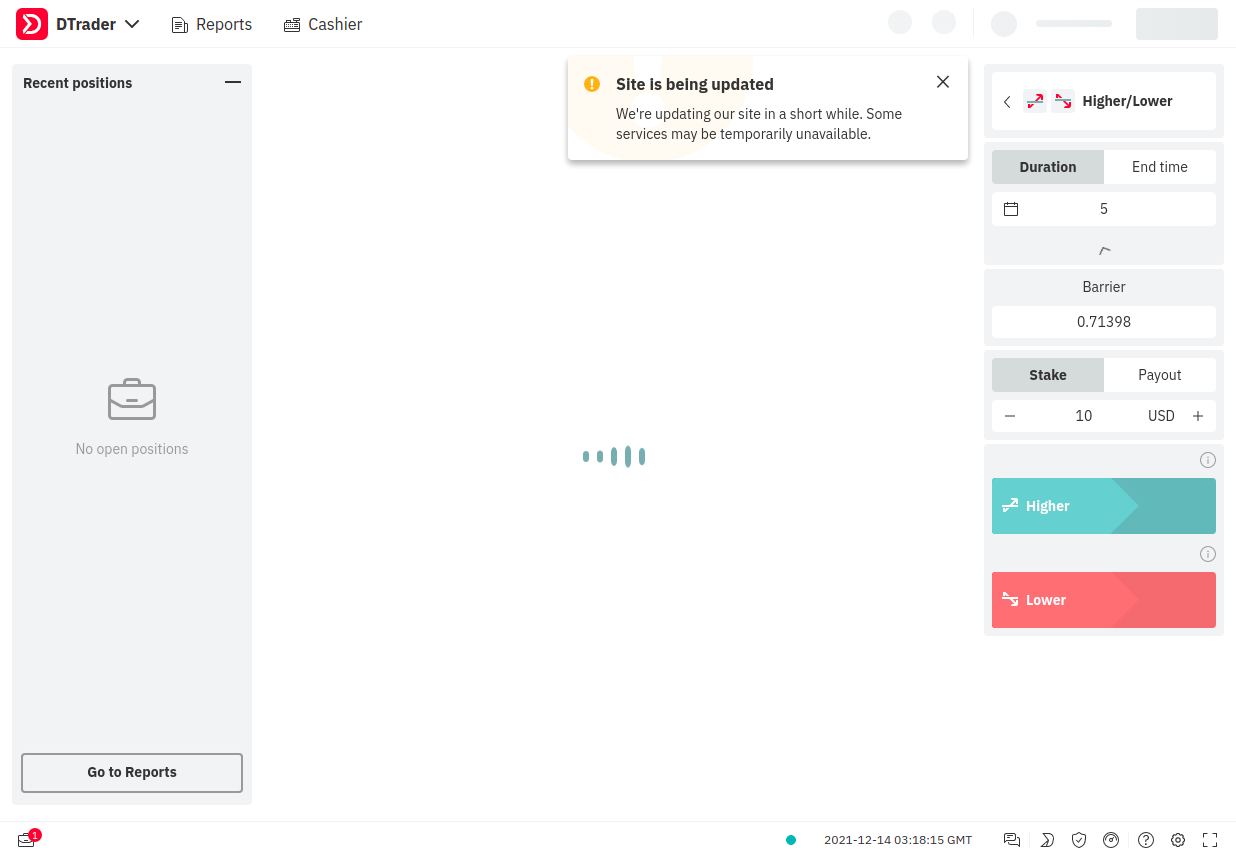 DTrader
Reports
Cashier
Recent positions
Site is being updated
We're updating our site in a short while. Some
services may be temporarily unavailable.
Higher/Lower
Duration
End time
5
Barrier
0.71398
Stake
Payout
10
USD
Higher
Lower
No open positions
Go to Reports
1
2021-12-14 03:18:15 GMT